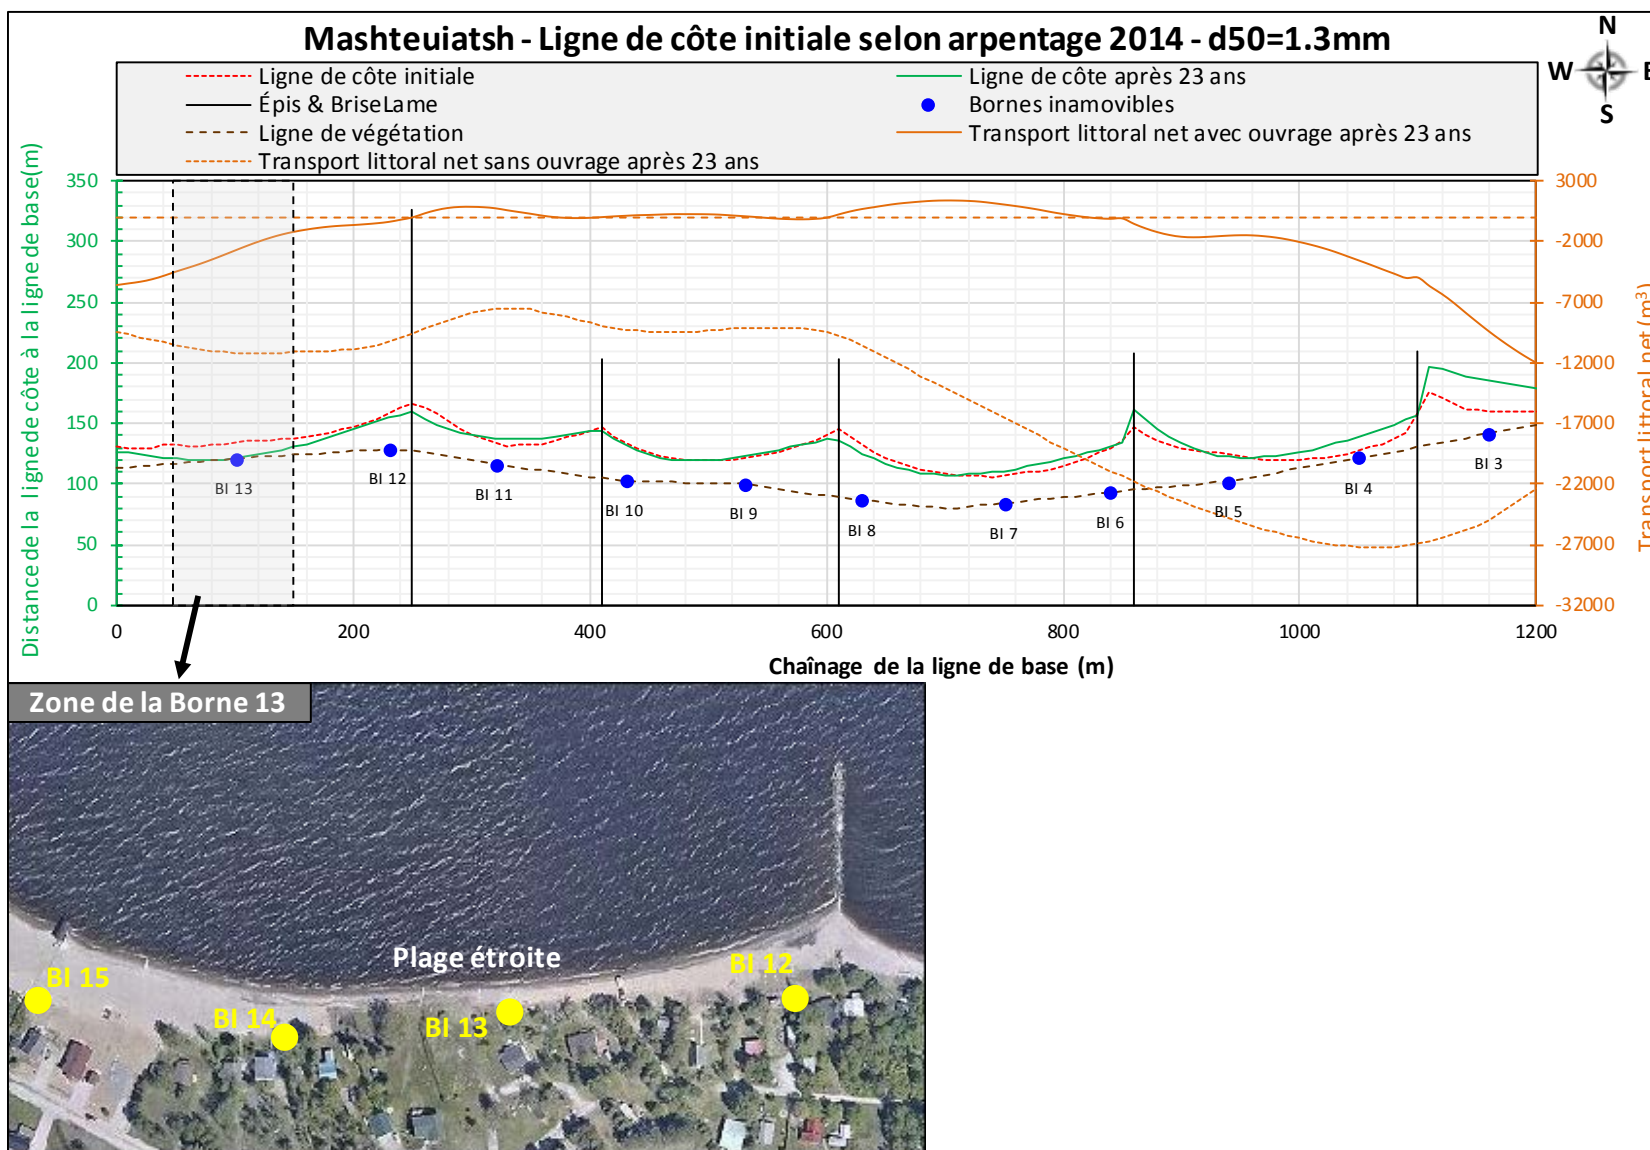 Mashteuiatsh - Ligne de côte initiale selon arpentage 2014 - d50=1.3mm
N
W
E
S
Ligne de côte initiale
Ligne de côte après 23 ans
Épis & BriseLame
Bornes inamovibles
Ligne de végétation
Transport littoral net avec ouvrage après 23 ans
Transport littoral net sans ouvrage après 23 ans
Distance de la ligne de côte à la ligne de base(m)
350
300
250
200
150
100
50
0
3000
-2000
-7000
-12000
-17000
-22000
-27000
-32000
Transport littoral net (m³)
BI 13
BI 12
BI 11
BI 10
BI 9
BI 8
BI 7
BI 6
BI 5
BI 4
BI 3
0
200
400
600
800
1000
1200
Chaînage de la ligne de base (m)
Zone de la Borne 13
Plage étroite
BI 15
BI 14
BI 13
BI 12